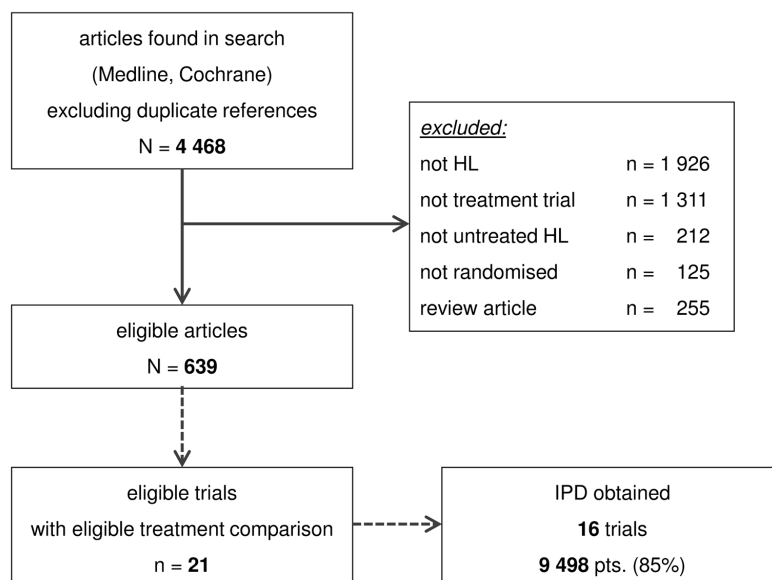 articles found in search
(Medline, Cochrane)
excluding duplicate references
N = 4 468
excluded:
not HL n = 1 926
not treatment trial n = 1 311
not untreated HL n = 212
not randomised n = 125
review article n = 255
eligible articles
N = 639
eligible trials
with eligible treatment comparison
n = 21
IPD obtained
16 trials
9 498 pts. (85%)